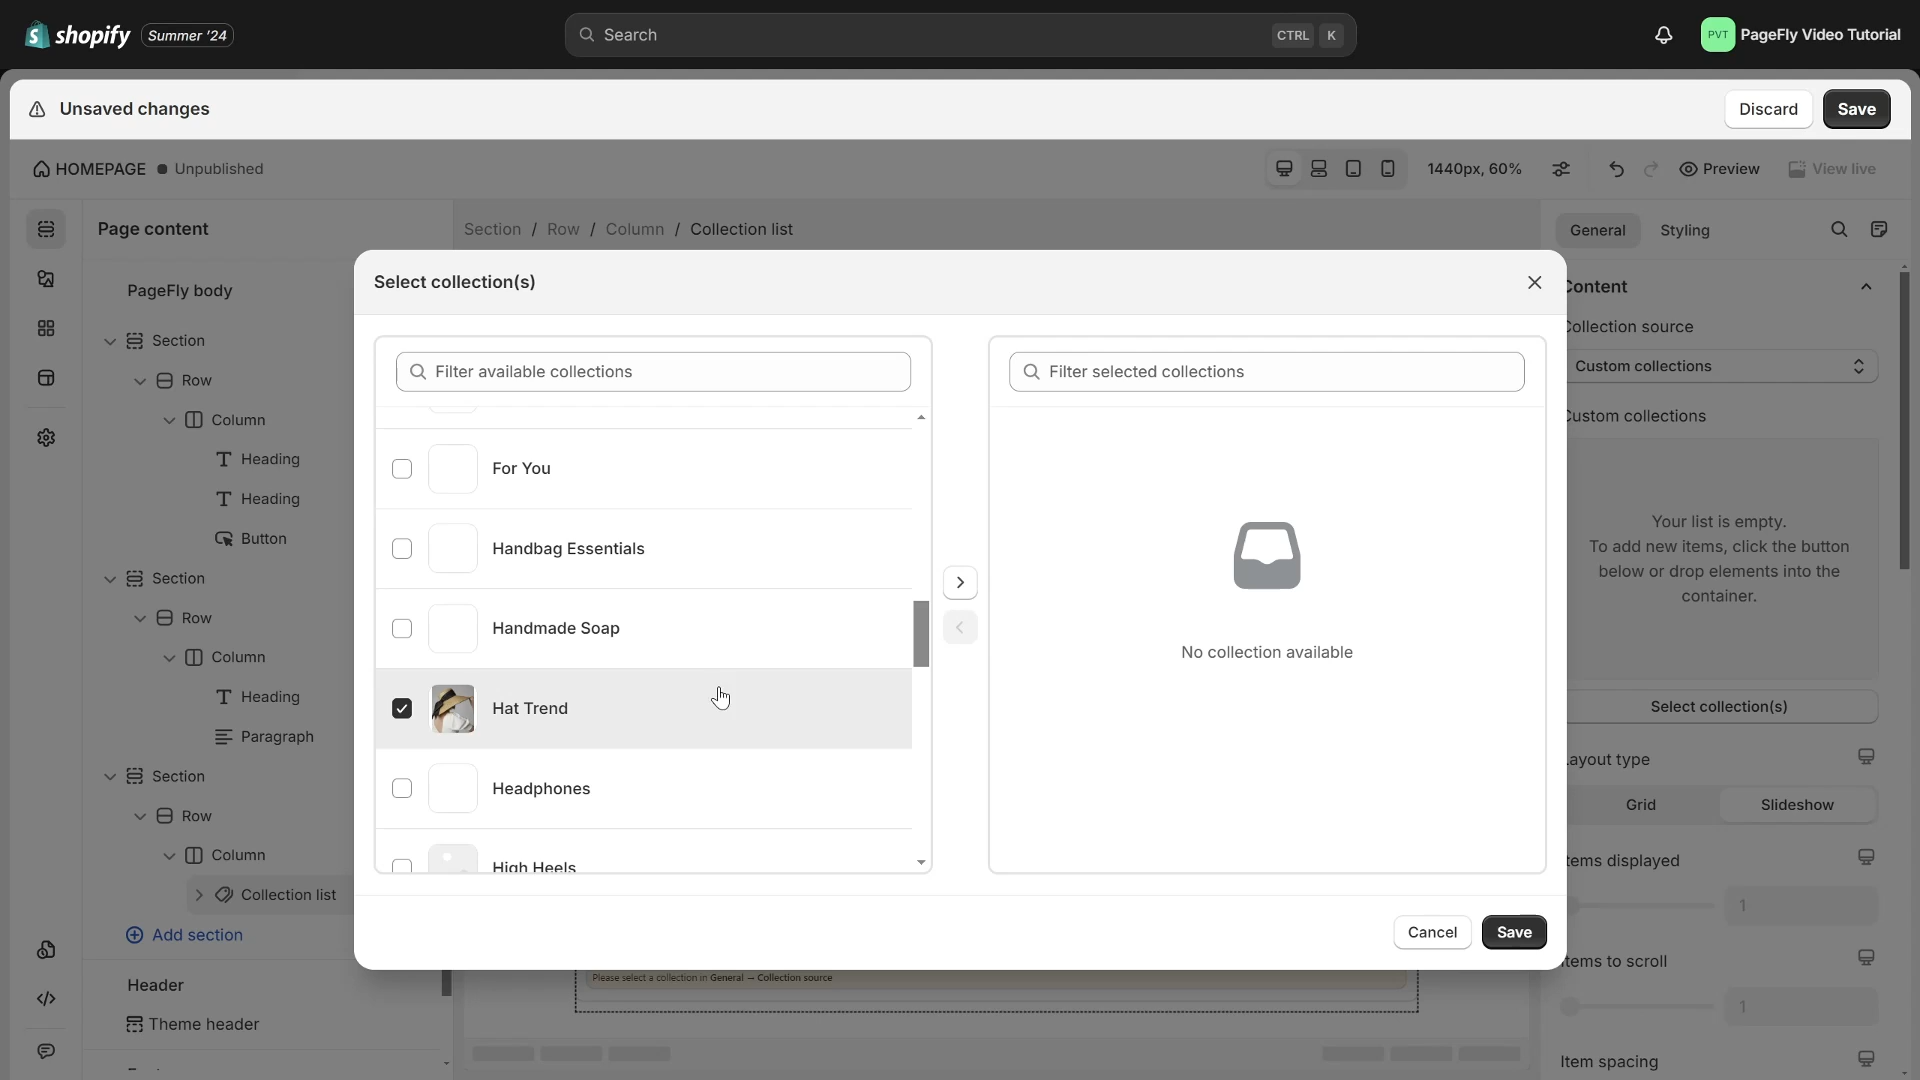 shopify
Summer '24
Search
CTRL
K
PVT
PageFly Video Tutorial
Unsaved changes
Discard
Save
HOMEPAGE
Unpublished
1440px, 60%
Preview
View live
Page content
Section / Row / Column / Collection list
General
Styling
PageFly body
Section
Row
Column
Heading
Heading
Button
Section
Row
Column
Heading
Paragraph
Section
Row
Column
Collection list
Add section
Header
Theme header
Select collection(s)
Filter available collections
For You
Handbag Essentials
Handmade Soap
Hat Trend
Headphones
High Heels
Filter selected collections
No collection available
Cancel
Save
Please select a collection in General → Collection source
Content
Collection source
Custom collections
Custom collections
Your list is empty.
To add new items, click the button
below or drop elements into the
container.
Select collection(s)
Layout type
Grid
Slideshow
Items displayed
1
Items to scroll
1
Item spacing